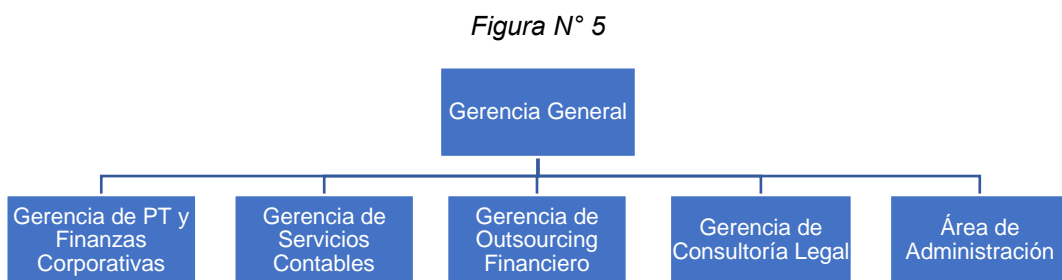 Figura N° 5
Gerencia General
Gerencia de PT y
Finanzas
Corporativas
Gerencia de
Servicios
Contables
Gerencia de
Outsourcing
Financiero
Gerencia de
Consultoría Legal
Área de
Administración